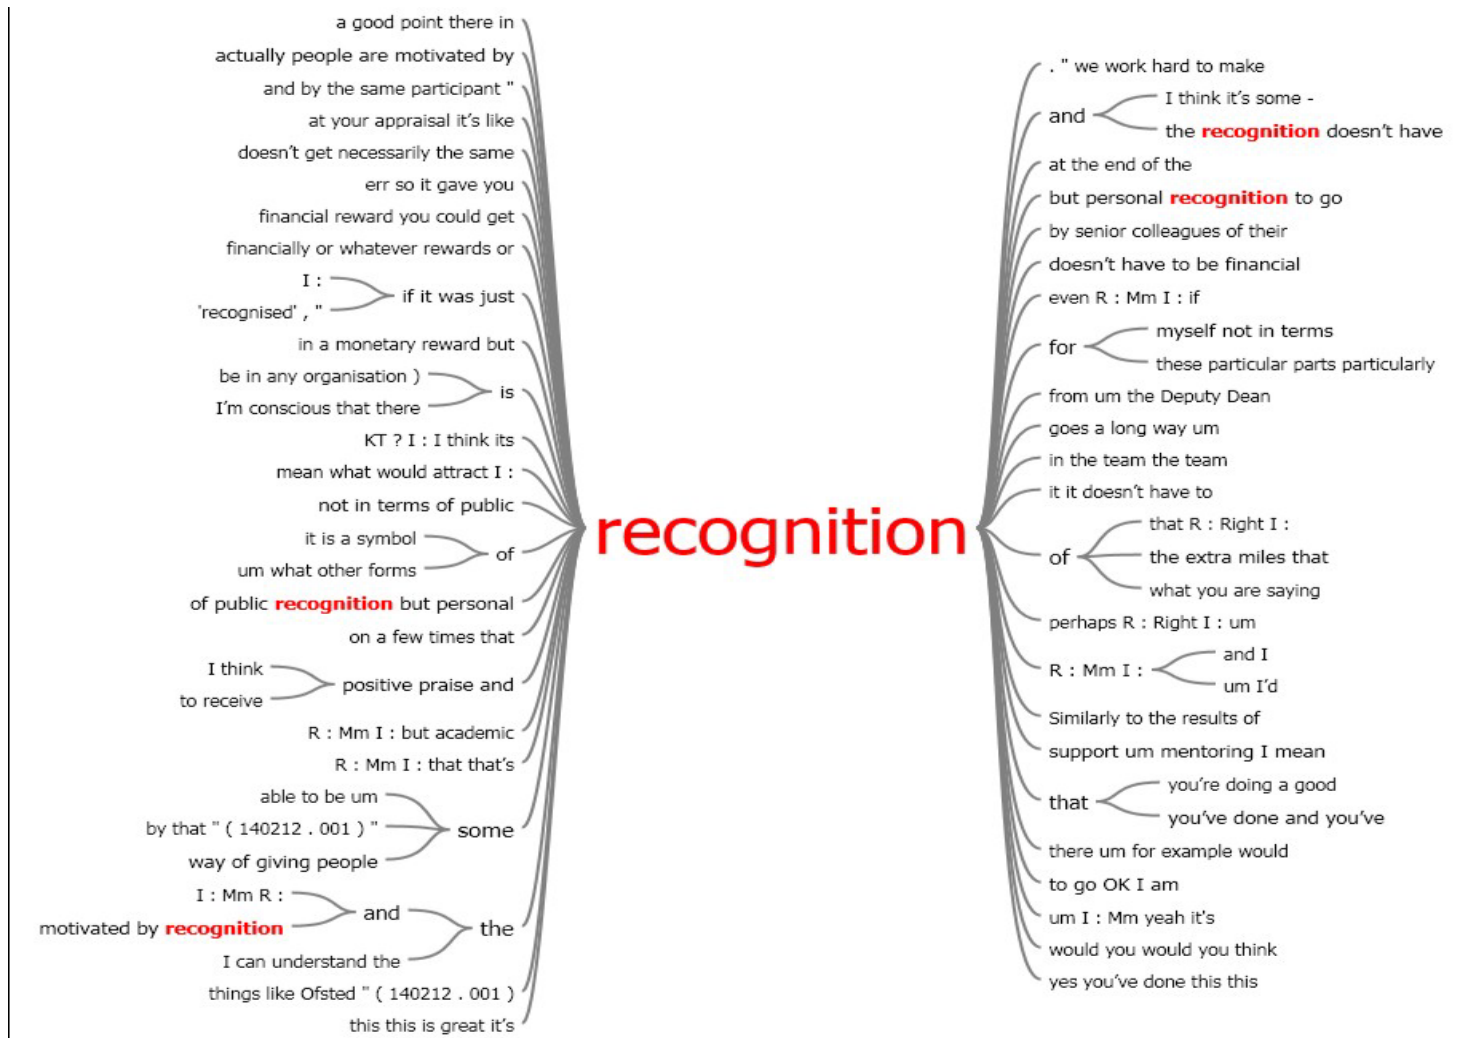 a good point there in
actually people are motivated by
and by the same participant "
at your appraisal it's like
doesn't get necessarily the same
err so it gave you
financial reward you could get
financially or whatever rewards or
I :
'recognised' , "
if it was just
in a monetary reward but
be in any organisation )
I'm conscious that there
is
KT ? I : I think its
mean what would attract I :
not in terms of public
it is a symbol
um what other forms
of
of public recognition but personal
on a few times that
I think
to receive
positive praise and
R : Mm I : but academic
R : Mm I : that that's
able to be um
by that " ( 140212 . 001 ) "
way of giving people
some
I : Mm R :
motivated by recognition
and
I can understand the
the
things like Ofsted " ( 140212 . 001 )
this this is great it's
recognition
. " we work hard to make
and
I think it's some -
the recognition doesn't have
at the end of the
but personal recognition to go
by senior colleagues of their
doesn't have to be financial
even R : Mm I : if
for
myself not in terms
these particular parts particularly
from um the Deputy Dean
goes a long way um
in the team the team
it it doesn't have to
of
that R : Right I :
the extra miles that
what you are saying
perhaps R : Right I : um
R : Mm I :
and I
um I'd
Similarly to the results of
support um mentoring I mean
that
you're doing a good
you've done and you've
there um for example would
to go OK I am
um I : Mm yeah it's
would you would you think
yes you've done this this